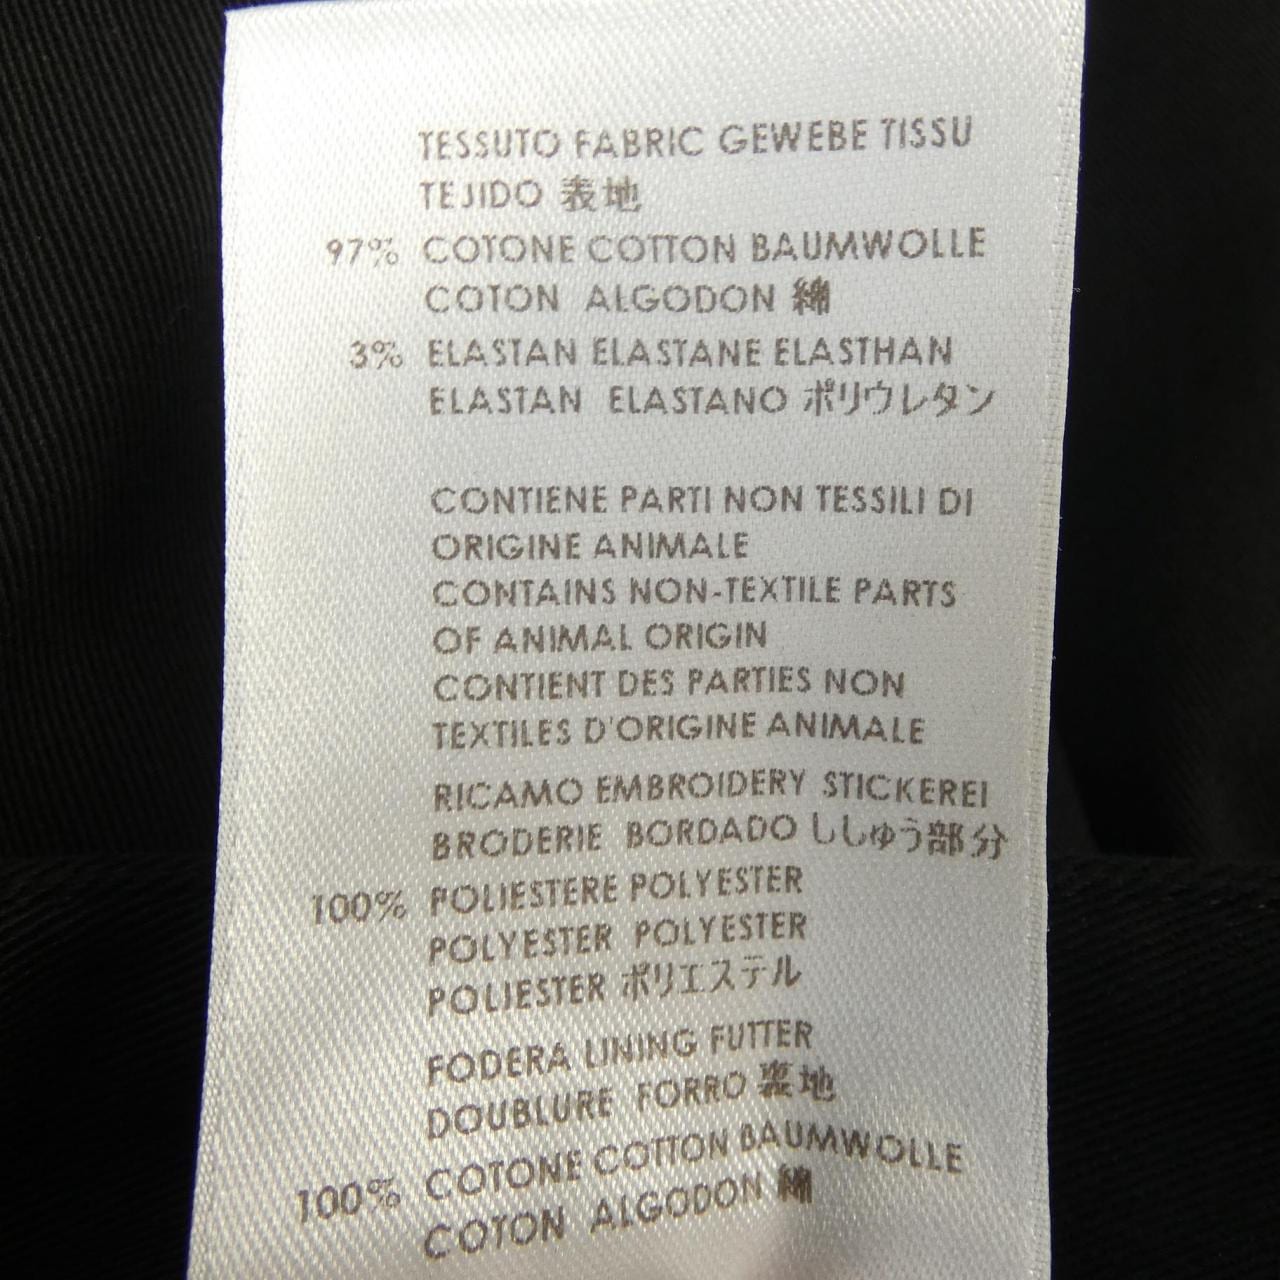 TESSUTO FABRIC GEWEBE TISSU
TEJIDO 表地
97% COTONE COTTON BAUMWOLLE
COTON ALGODON 綿
3% ELASTAN ELASTANE ELASTHAN
ELASTAN ELASTANO ポリウレタン
CONTIENE PARTI NON TESSILI DI
ORIGINE ANIMALE
CONTAINS NON-TEXTILE PARTS
OF ANIMAL ORIGIN
CONTIENT DES PARTIES NON
TEXTILES D'ORIGINE ANIMALE
RICAMO EMBROIDERY STICKEREI
BRODERIE BORDADO ししゅう部分
100% POLIESTERE POLYESTER
POLYESTER POLYESTER
POLIESTER ポリエステル
FODERA LINING FUTTER
DOUBLURE FORRO 裏地
100% COTONE COTTON BAUMWOLLE
COTON ALGODON 綿